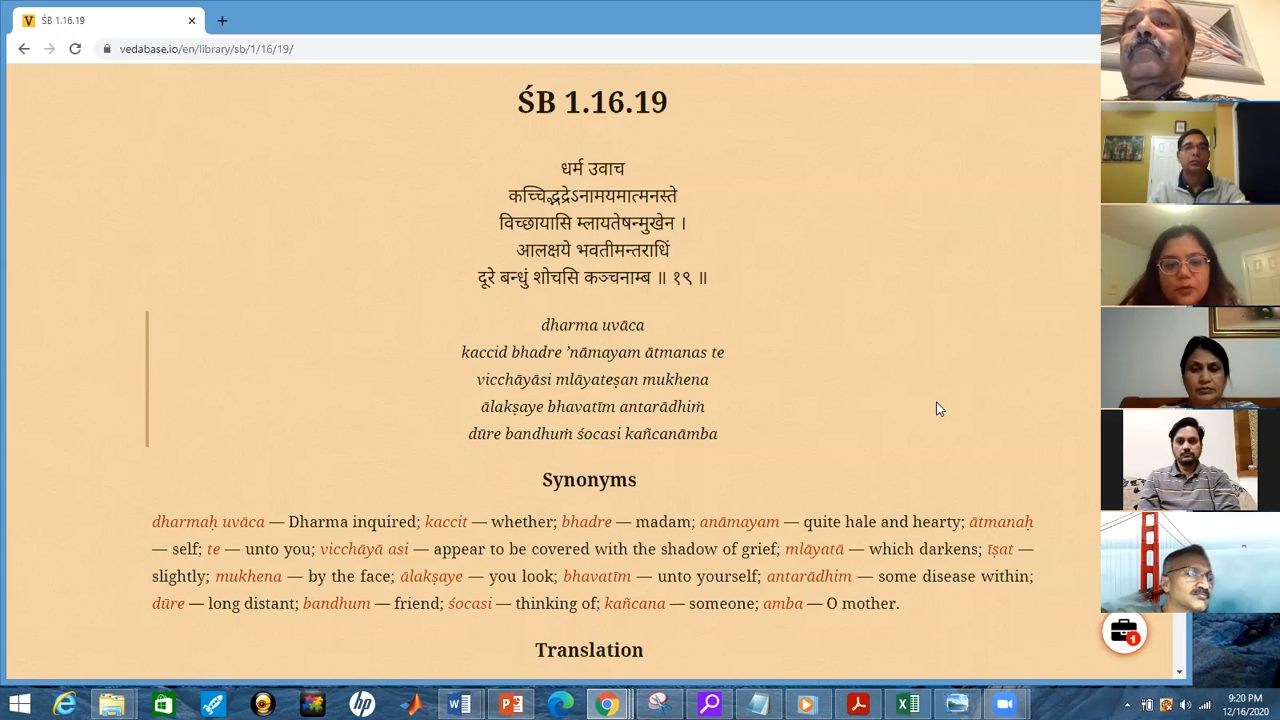 ŚB 1.16.19
vedabase.io/en/library/sb/1/16/19/
ŚB 1.16.19
धर्म उवाच
कच्चिद्भद्रेऽनामयमात्मनस्ते
विच्छायासि म्लायतेषन्मुखेन ।
आलक्षये भवतीमन्तराधिं
दूरे बन्धुं शोचसि कञ्चनाम्ब ॥ १९ ॥
dharma uvāca
kaccid bhadre ’nāmayam ātmanas te
vicchāyāsi mlāyateṣan mukhena
ālakṣaye bhavatīm antarādhiṁ
dūre bandhuṁ śocasi kañcanāmba
Synonyms
dharmaḥ uvāca — Dharma inquired; kaccit — whether; bhadre — madam; anāmayam — quite hale and hearty; ātmanaḥ
— self; te — unto you; vicchāyā asi — appear to be covered with the shadow of grief; mlāyatā — which darkens; īṣat —
slightly; mukhena — by the face; ālakṣaye — you look; bhavatīm — unto yourself; antarādhim — some disease within;
dūre — long distant; bandhum — friend; śocasi — thinking of; kañcana — someone; amba — O mother.
Translation
1
9:20 PM
12/16/2020